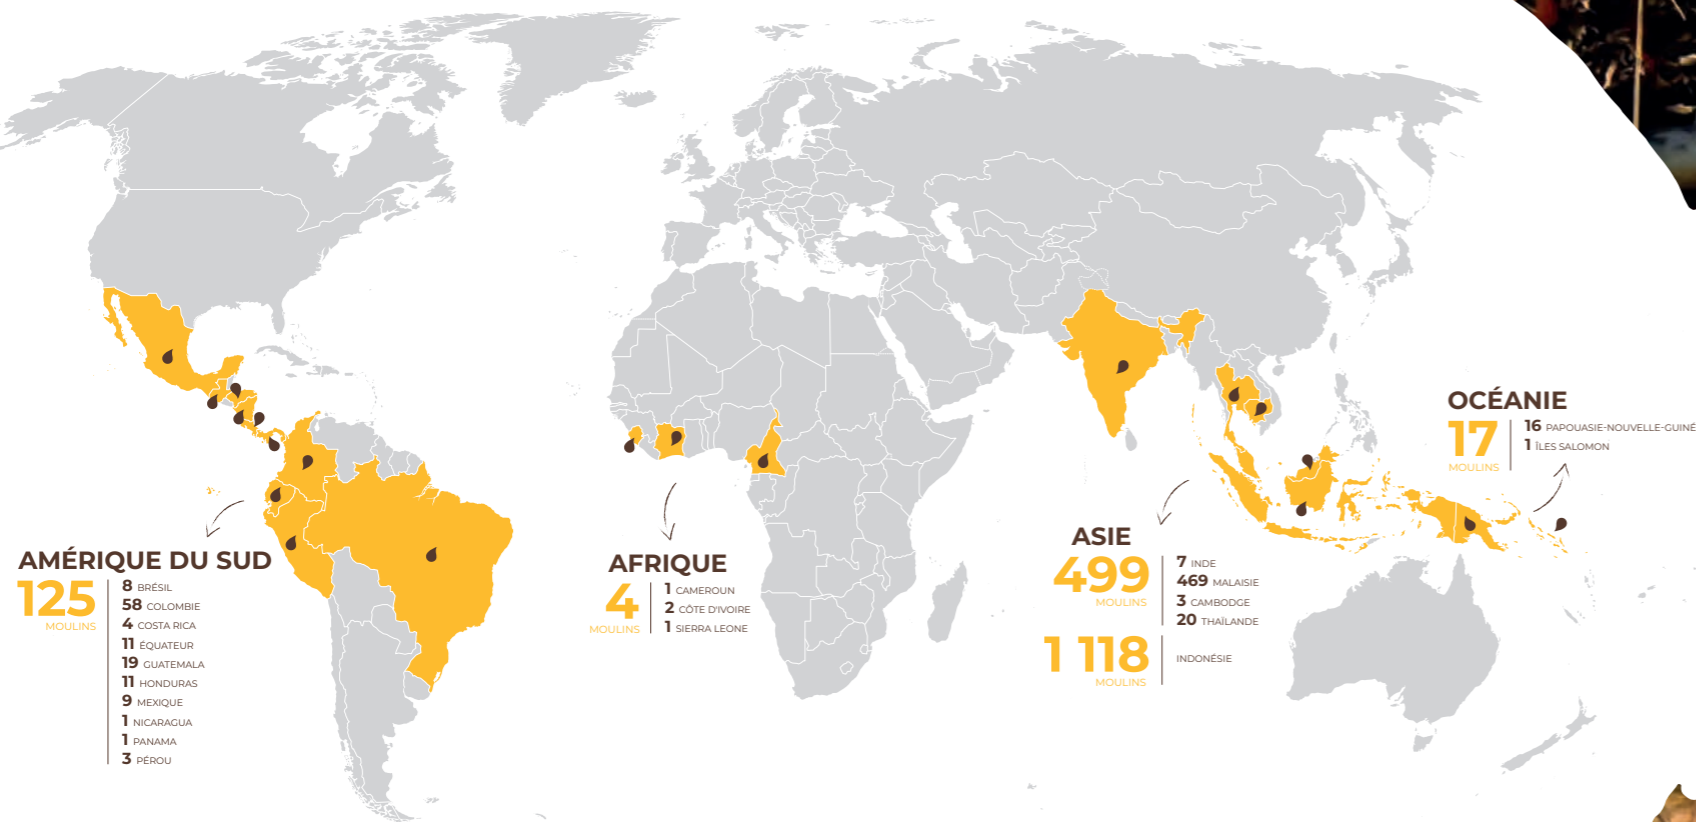 AMÉRIQUE DU SUD
125
MOULINS
8 BRÉSIL
58 COLOMBIE
4 COSTA RICA
11 ÉQUATEUR
19 GUATEMALA
11 HONDURAS
9 MEXIQUE
1 NICARAGUA
1 PANAMA
3 PÉROU
AFRIQUE
4
MOULINS
1 CAMEROUN
2 CÔTE D'IVOIRE
1 SIERRA LEONE
ASIE
499
MOULINS
7 INDE
469 MALAISIE
3 CAMBODGE
20 THAÏLANDE
1 118
MOULINS
INDONÉSIE
OCÉANIE
17
MOULINS
16 PAPOUASIE-NOUVELLE-GUINÉ
1 ÎLES SALOMON